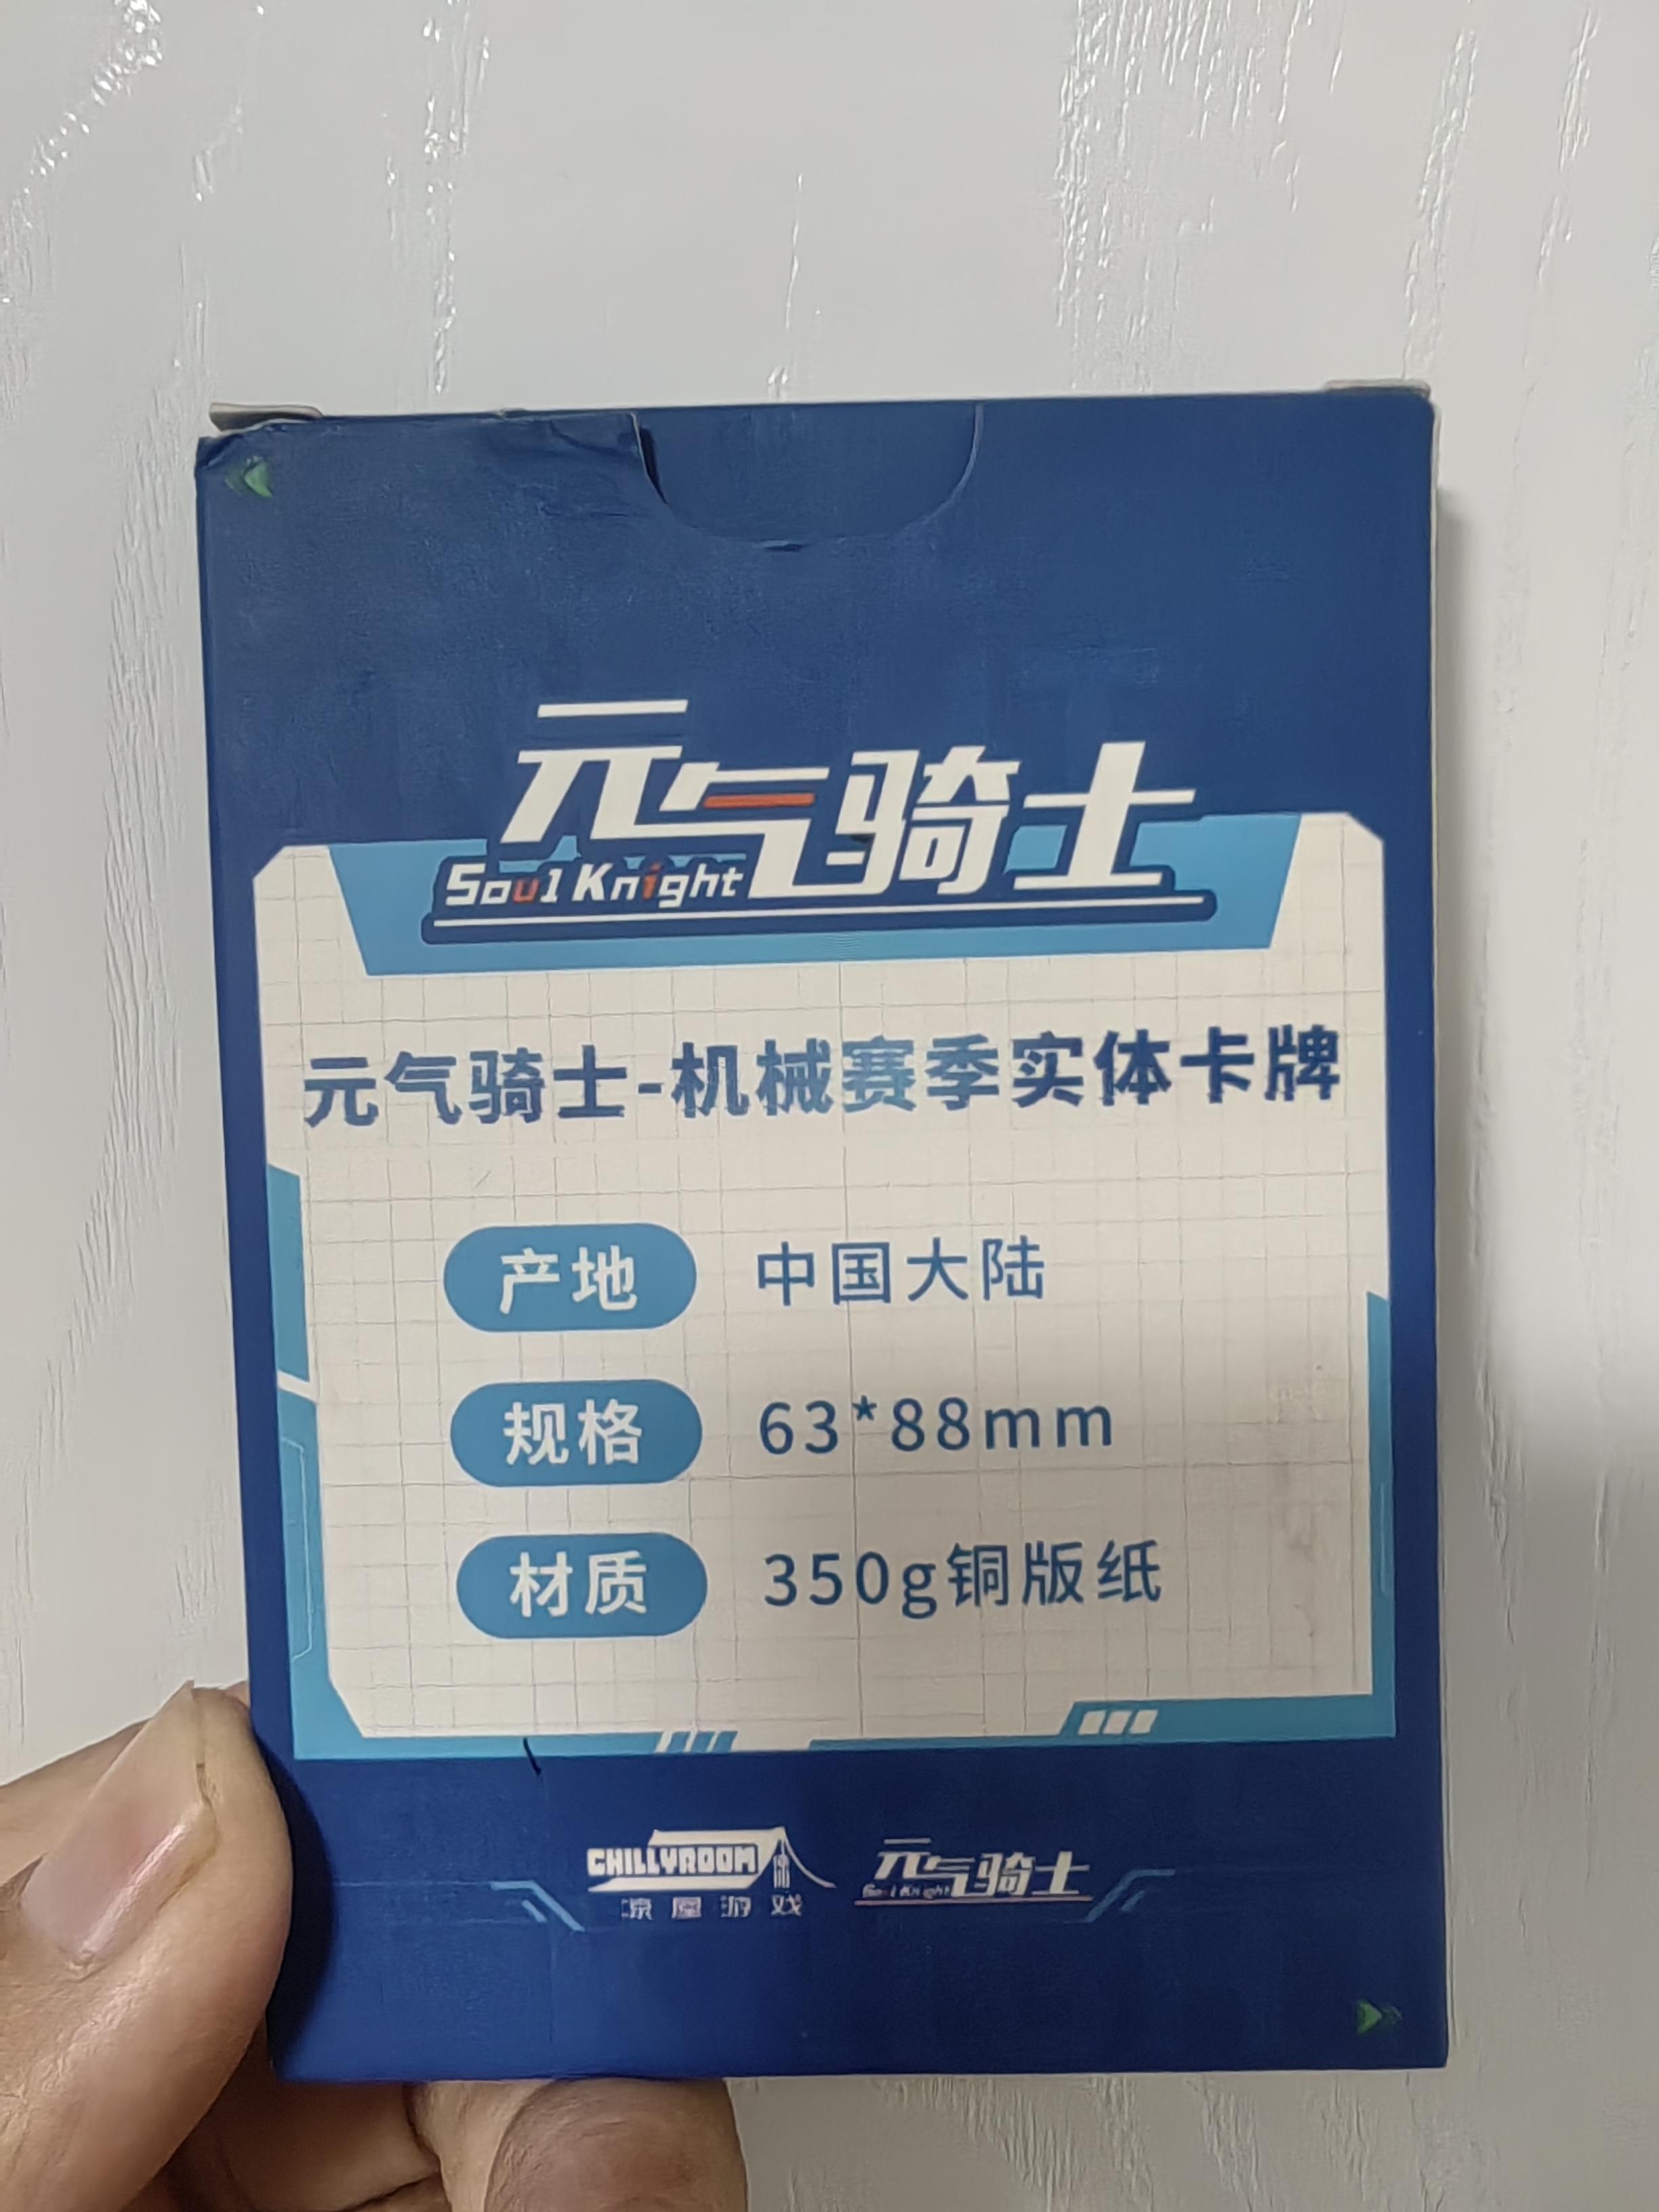 元气骑士
Soul Knight
元气骑士-机械赛季实体卡牌
产地 中国大陆
规格 63*88mm
材质 350g铜版纸
CHILLYROOM 元气骑士
凉屋游戏 Soul Knight